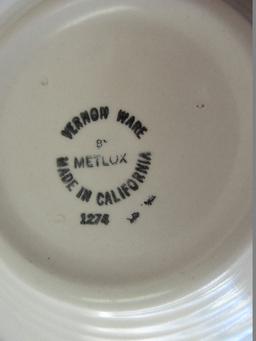 VERNON WARE
BY
METLOX
MADE IN CALIFORNIA
1274